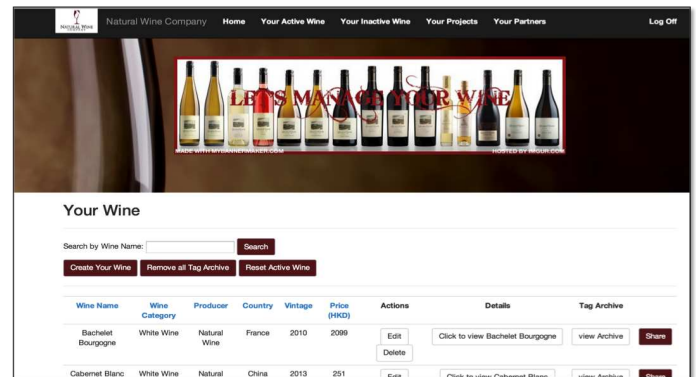 NATURAL WINE
Natural Wine Company Home Your Active Wine Your Inactive Wine Your Projects Your Partners Log Off
LET'S MANAGE YOUR WINE
MADE WITH MYBANNERMAKER.COM HOSTED BY IMGUR.COM
Your Wine
Search by Wine Name: Search
Create Your Wine Remove all Tag Archive Reset Active Wine
Wine Name Wine Category Producer Country Vintage Price (HKD) Actions Details Tag Archive
Bachelet Bourgogne White Wine Natural Wine France 2010 2099 Edit Click to view Bachelet Bourgogne view Archive Share
Delete
Cabernet Blanc White Wine Natural China 2013 251 Edit Click to view Cabernet Blanc view Archive Share